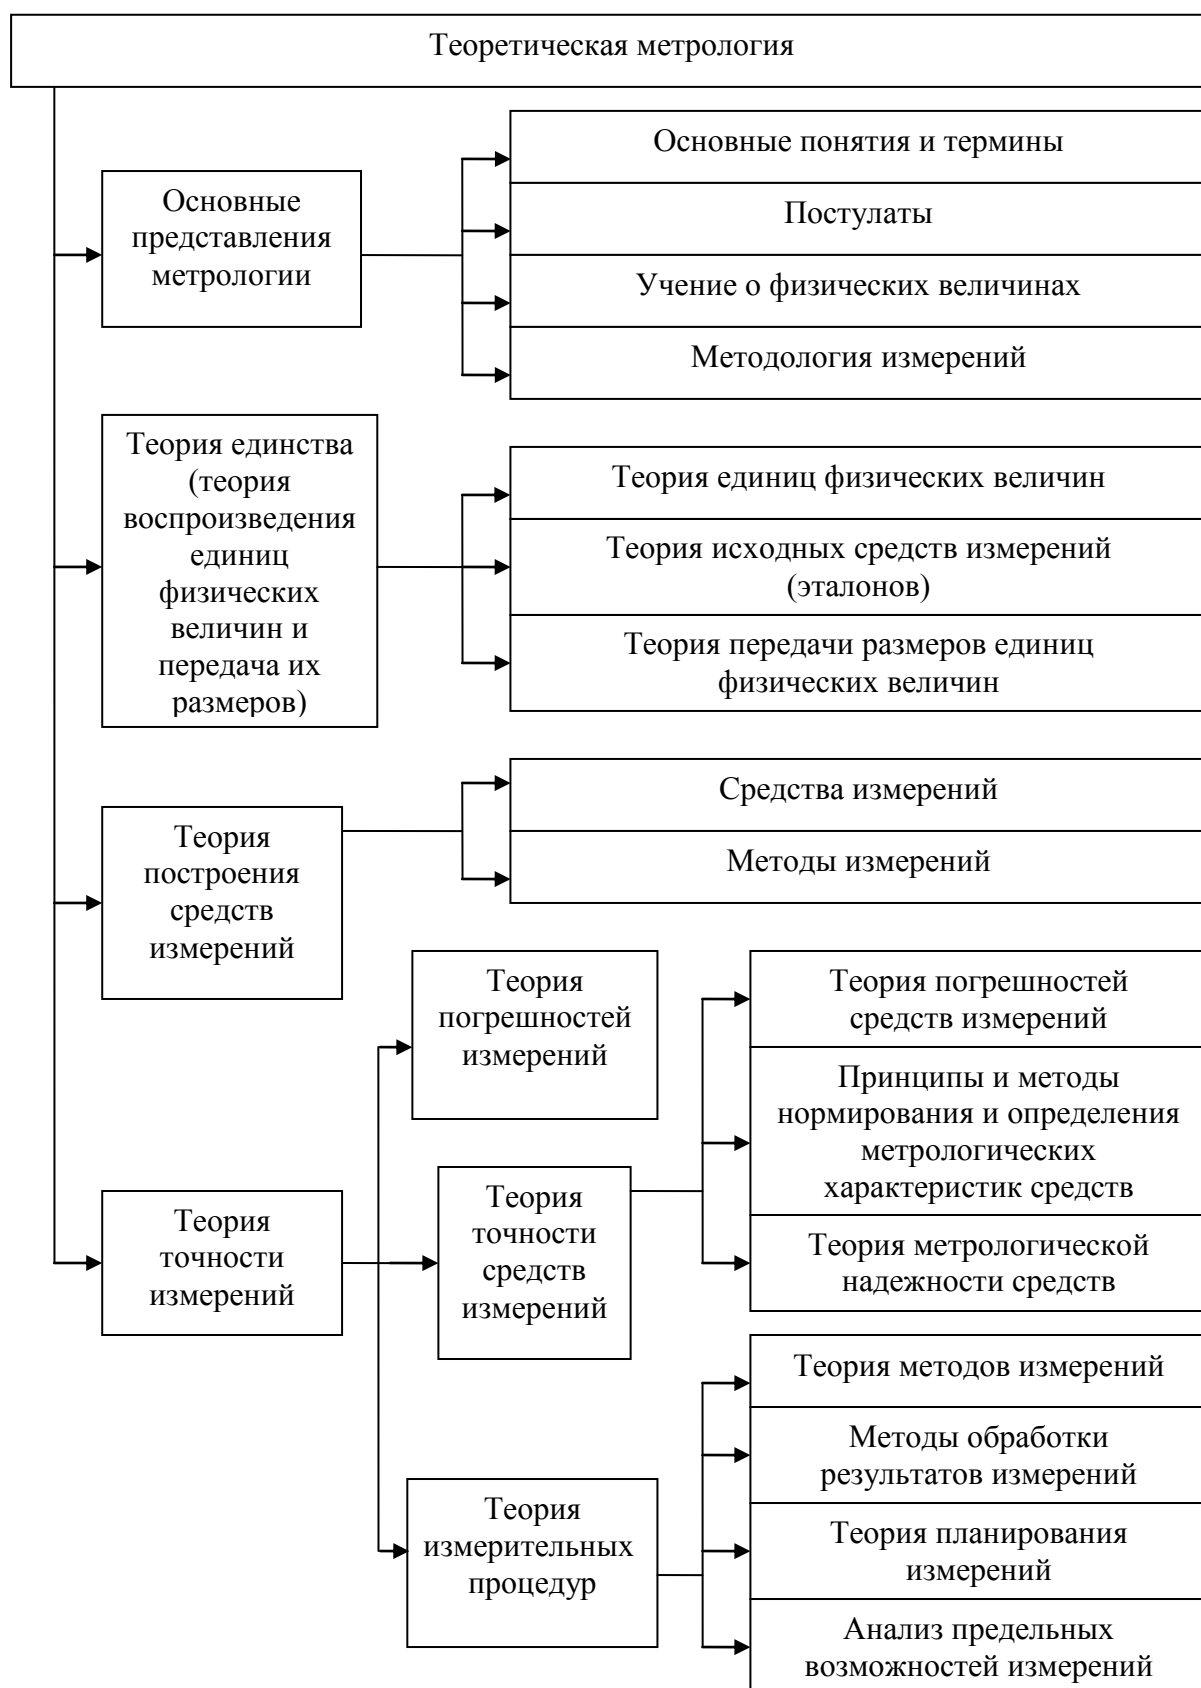 Теоретическая метрология
Основные
представления
метрологии
Основные понятия и термины
Постулаты
Учение о физических величинах
Методология измерений
Теория единства
(теория
воспроизведения
единиц
физических
величин и
передача их
размеров)
Теория единиц физических величин
Теория исходных средств измерений
(эталонов)
Теория передачи размеров единиц
физических величин
Теория
построения
средств
измерений
Средства измерений
Методы измерений
Теория
точности
измерений
Теория
погрешностей
измерений
Теория
точности
средств
измерений
Теория погрешностей
средств измерений
Принципы и методы
нормирования и определения
метрологических
характеристик средств
Теория метрологической
надежности средств
Теория
измерительных
процедур
Теория методов измерений
Методы обработки
результатов измерений
Теория планирования
измерений
Анализ предельных
возможностей измерений